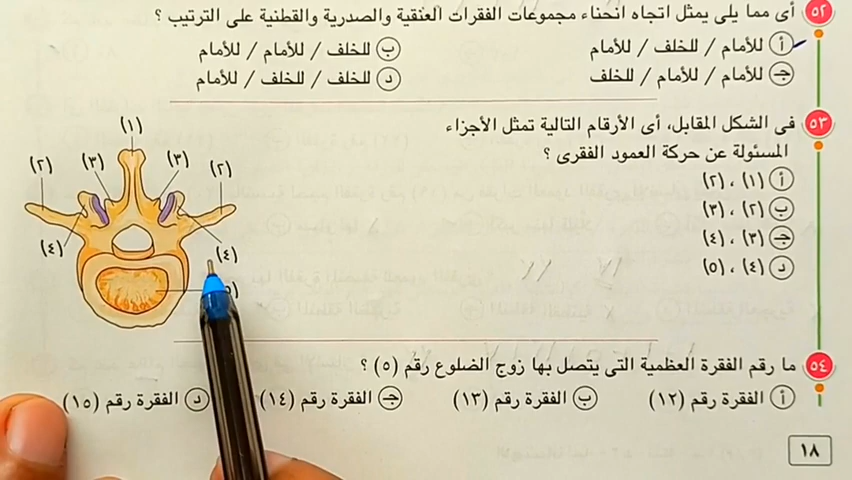 ٥٢ أى مما يلى يمثل اتجاه انحناء مجموعات الفقرات العنقية والصدرية والقطنية على الترتيب ؟
أ للأمام / للخلف / للأمام
ب للخلف / للأمام / للأمام
جـ للأمام / للأمام / للخلف
د للخلف / للخلف / للأمام
٥٣ فى الشكل المقابل، أى الأرقام التالية تمثل الأجزاء
المسئولة عن حركة العمود الفقرى ؟
أ (١) ، (٢)
ب (٢) ، (٣)
جـ (٣) ، (٤)
د (٤) ، (٥)
(١)
(٢) (٣) (٣) (٢)
(٤) (٤)
٥٤ ما رقم الفقرة العظمية التى يتصل بها زوج الضلوع رقم (٥) ؟
أ الفقرة رقم (١٢)
ب الفقرة رقم (١٣)
جـ الفقرة رقم (١٤)
د الفقرة رقم (١٥)
١٨